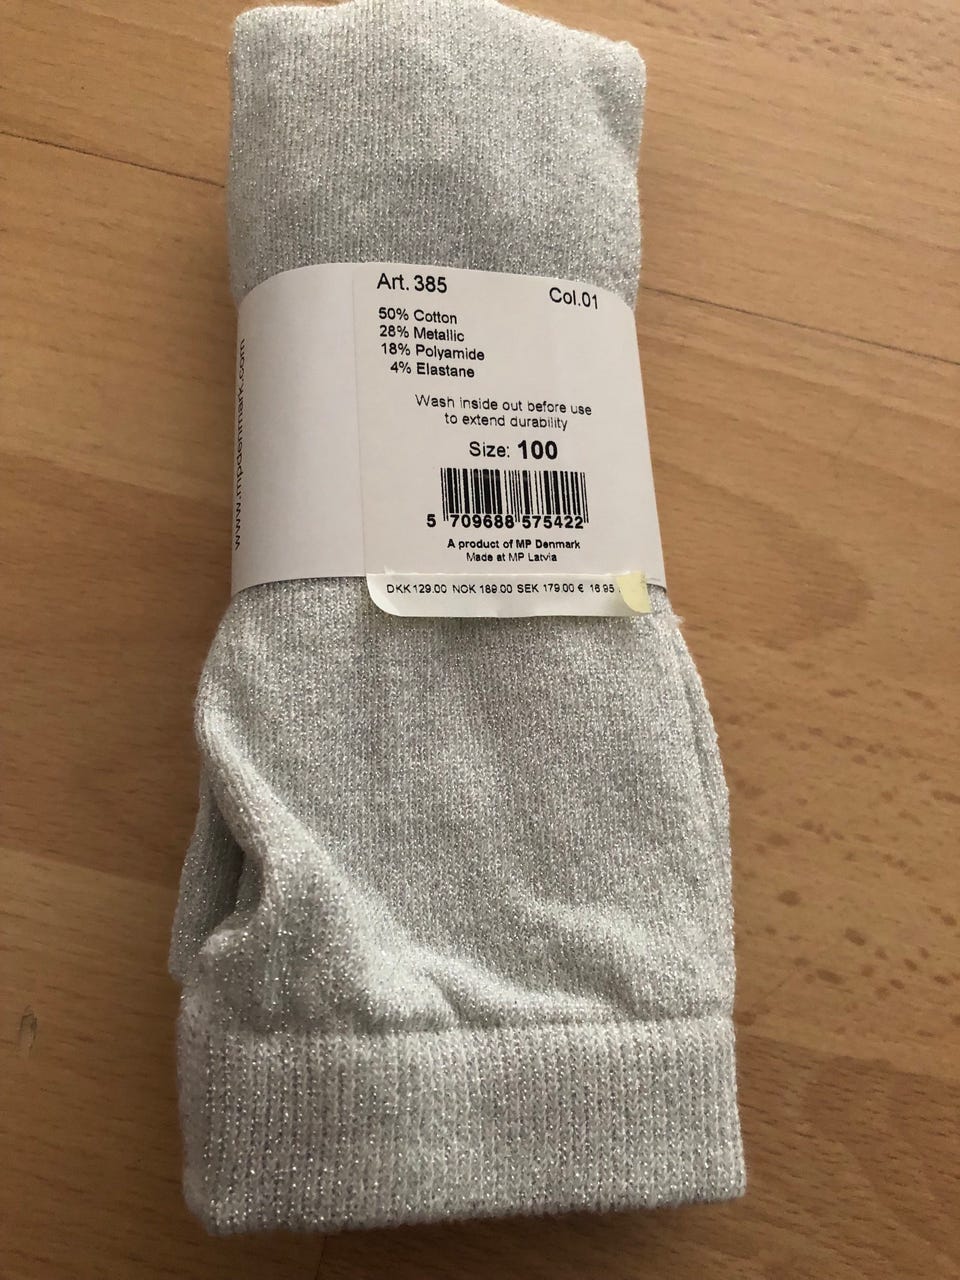 Art. 385
Col.01
50% Cotton
28% Metallic
18% Polyamide
4% Elastane
Wash inside out before use
to extend durability
Size: 100
5 709688 575422
A product of MP Denmark
Made at MP Latvia
DKK 129.00 NOK 189.00 SEK 179.00 € 16.95
www.mpdenmark.com